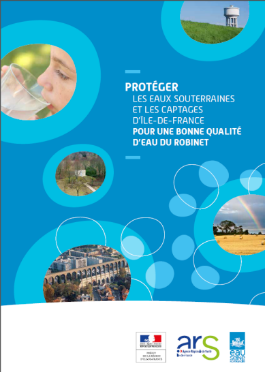 PROTÉGER
LES EAUX SOUTERRAINES
ET LES CAPTAGES
D'ÎLE-DE-FRANCE
POUR UNE BONNE QUALITÉ
D'EAU DU ROBINET
ars